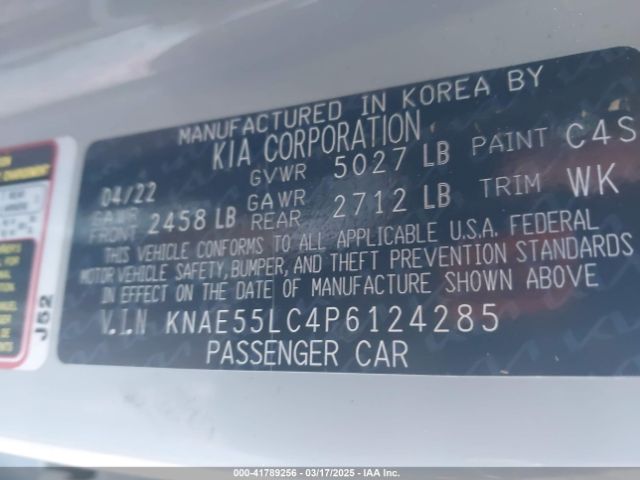 MANUFACTURED IN KOREA BY
KIA CORPORATION
04/22 GVWR 5027 LB PAINT C4S
GAWR FRONT 2458 LB GAWR REAR 2712 LB TRIM WK
THIS VEHICLE CONFORMS TO ALL APPLICABLE U.S.A. FEDERAL
MOTOR VEHICLE SAFETY, BUMPER, AND THEFT PREVENTION STANDARDS
IN EFFECT ON THE DATE OF MANUFACTURE SHOWN ABOVE
V.I.N KNAE55LC4P6124285
PASSENGER CAR
J52
000-41789256 - 03/17/2025 - IAAI.COM